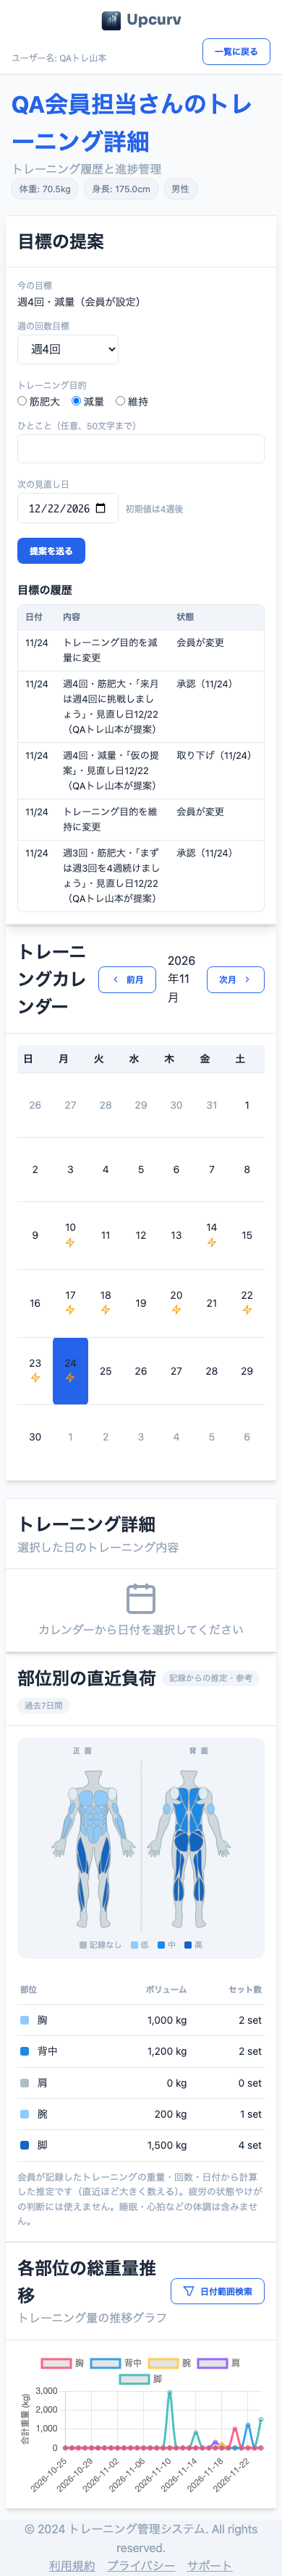 Upcurv
ユーザー名: QAトレ山本
一覧に戻る
QA会員担当さんのトレ
ーニング詳細
トレーニング履歴と進捗管理
体重: 70.5kg 身長: 175.0cm 男性
目標の提案
今の目標
週4回・減量（会員が設定）
週の回数目標
週4回
トレーニング目的
筋肥大 減量 維持
ひとこと（任意、50文字まで）
次の見直し日
12/22/2026 初期値は4週後
提案を送る
目標の履歴
日付 内容 状態
11/24 トレーニング目的を減 会員が変更
量に変更
11/24 週4回・筋肥大・「来月 承認（11/24）
は週4回に挑戦しまし
ょう」・見直し日12/22
（QAトレ山本が提案）
11/24 週4回・減量・「仮の提 取り下げ（11/24）
案」・見直し日12/22
（QAトレ山本が提案）
11/24 トレーニング目的を維 会員が変更
持に変更
11/24 週3回・筋肥大・「まず 承認（11/24）
は週3回を4週続けまし
ょう」・見直し日12/22
（QAトレ山本が提案）
トレーニ
ングカレ
ンダー
前月
2026
年11
月
次月
日 月 火 水 木 金 土
26 27 28 29 30 31 1
2 3 4 5 6 7 8
9 10 11 12 13 14 15
16 17 18 19 20 21 22
23 24 25 26 27 28 29
30 1 2 3 4 5 6
トレーニング詳細
選択した日のトレーニング内容
カレンダーから日付を選択してください
部位別の直近負荷 記録からの推定・参考
過去7日間
正面 背面
記録なし 低 中 高
部位 ボリューム セット数
胸 1,000 kg 2 set
背中 1,200 kg 2 set
肩 0 kg 0 set
腕 200 kg 1 set
脚 1,500 kg 4 set
会員が記録したトレーニングの重量・回数・日付から計算
した推定です（直近ほど大きく数える）。疲労の状態やけが
の判断には使えません。睡眠・心拍などの体調は含みませ
ん。
各部位の総重量推
移
日付範囲検索
トレーニング量の推移グラフ
胸 背中 腕 肩
脚
合計重量 (kg)
3,000
2,000
1,000
0
2026-10-25 2026-10-29 2026-11-02 2026-11-06 2026-11-10 2026-11-14 2026-11-18 2026-11-22
© 2024 トレーニング管理システム. All rights
reserved.
利用規約 プライバシー サポート